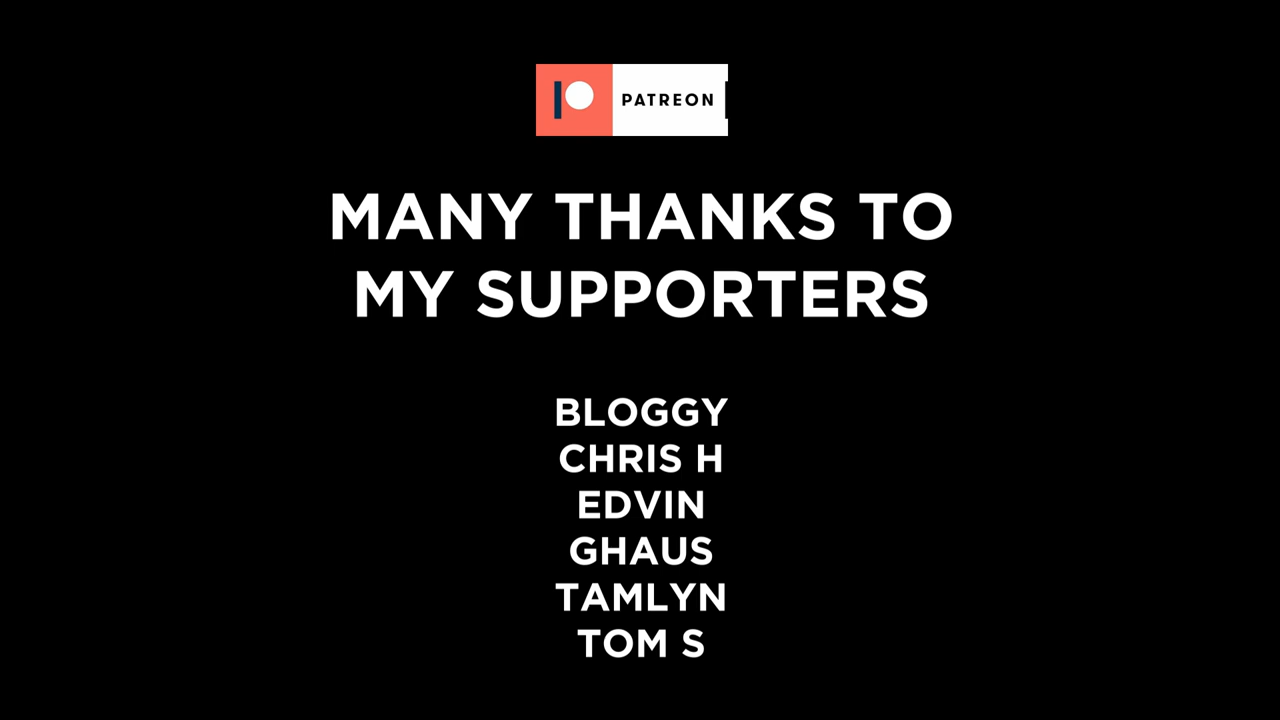 PATREON
MANY THANKS TO
MY SUPPORTERS
BLOGGY
CHRIS H
EDVIN
GHAUS
TAMLYN
TOM S